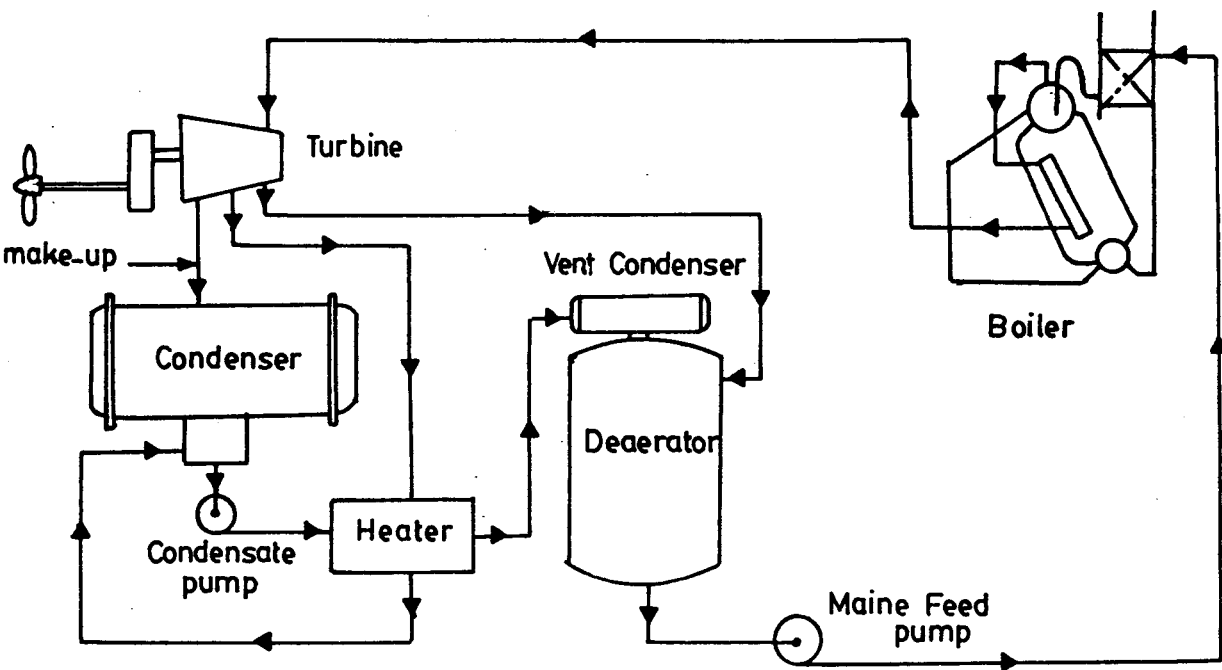 Turbine
make-up
Vent Condenser
Boiler
Condenser
Deaerator
Heater
Condensate
pump
Maine Feed
pump